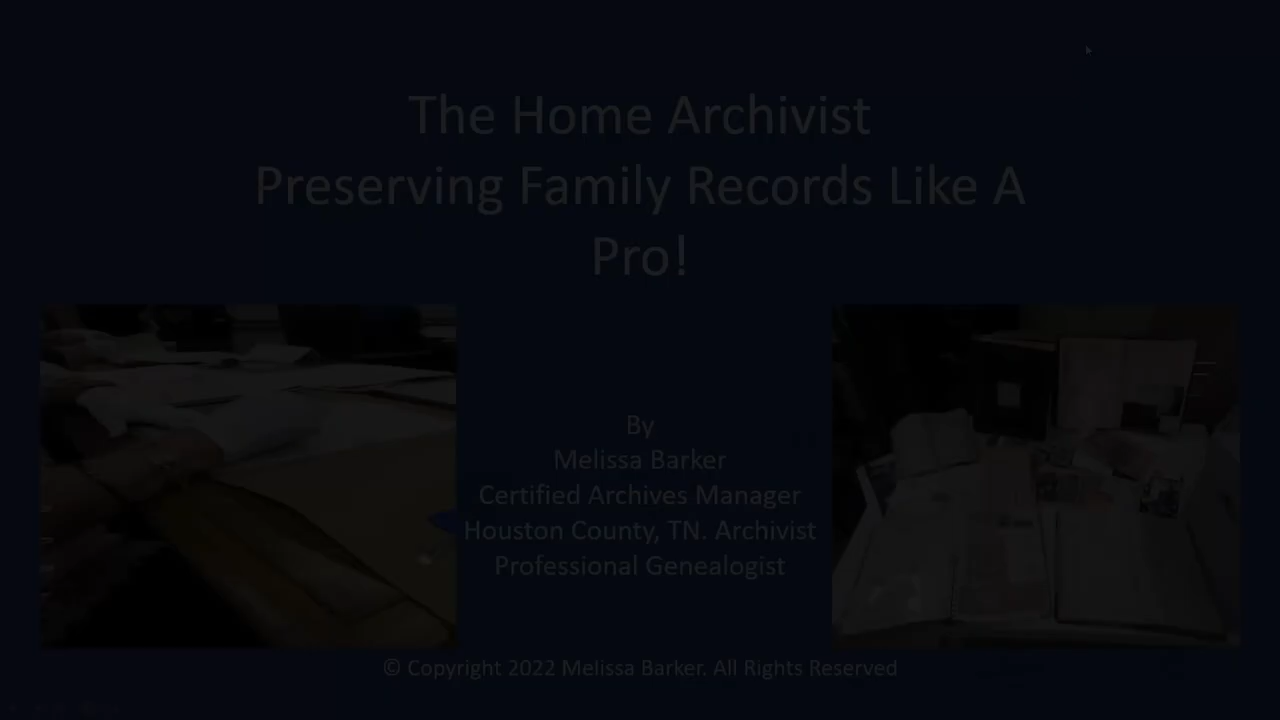 The Home Archivist
Preserving Family Records Like A
Pro!
By
Melissa Barker
Certified Archives Manager
Houston County, TN. Archivist
Professional Genealogist
© Copyright 2022 Melissa Barker. All Rights Reserved